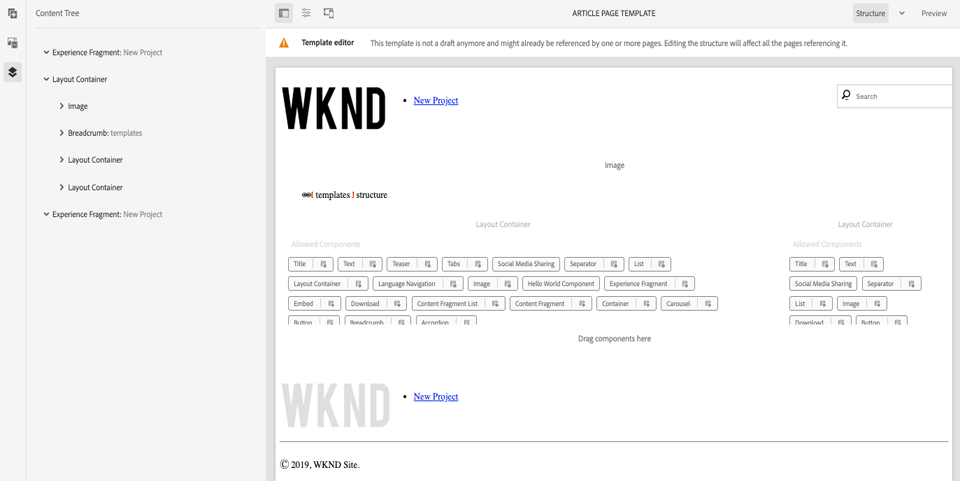 Content Tree
ARTICLE PAGE TEMPLATE
Structure
Preview
Template editor
This template is not a draft anymore and might already be referenced by one or more pages. Editing the structure will affect all the pages referencing it.
Experience Fragment: New Project
Layout Container
Image
Breadcrumb: templates
Layout Container
Layout Container
Experience Fragment: New Project
WKND
• New Project
Search
Image
templates structure
Layout Container
Allowed Components
Title Text Teaser Tabs Social Media Sharing Separator List
Layout Container Language Navigation Image Hello World Component Experience Fragment
Embed Download Content Fragment List Content Fragment Container Carousel
Button Breadcrumb Accordion
Layout Container
Allowed Components
Title Text
Social Media Sharing Separator
List Image
Download Button
Drag components here
WKND
• New Project
© 2019, WKND Site.